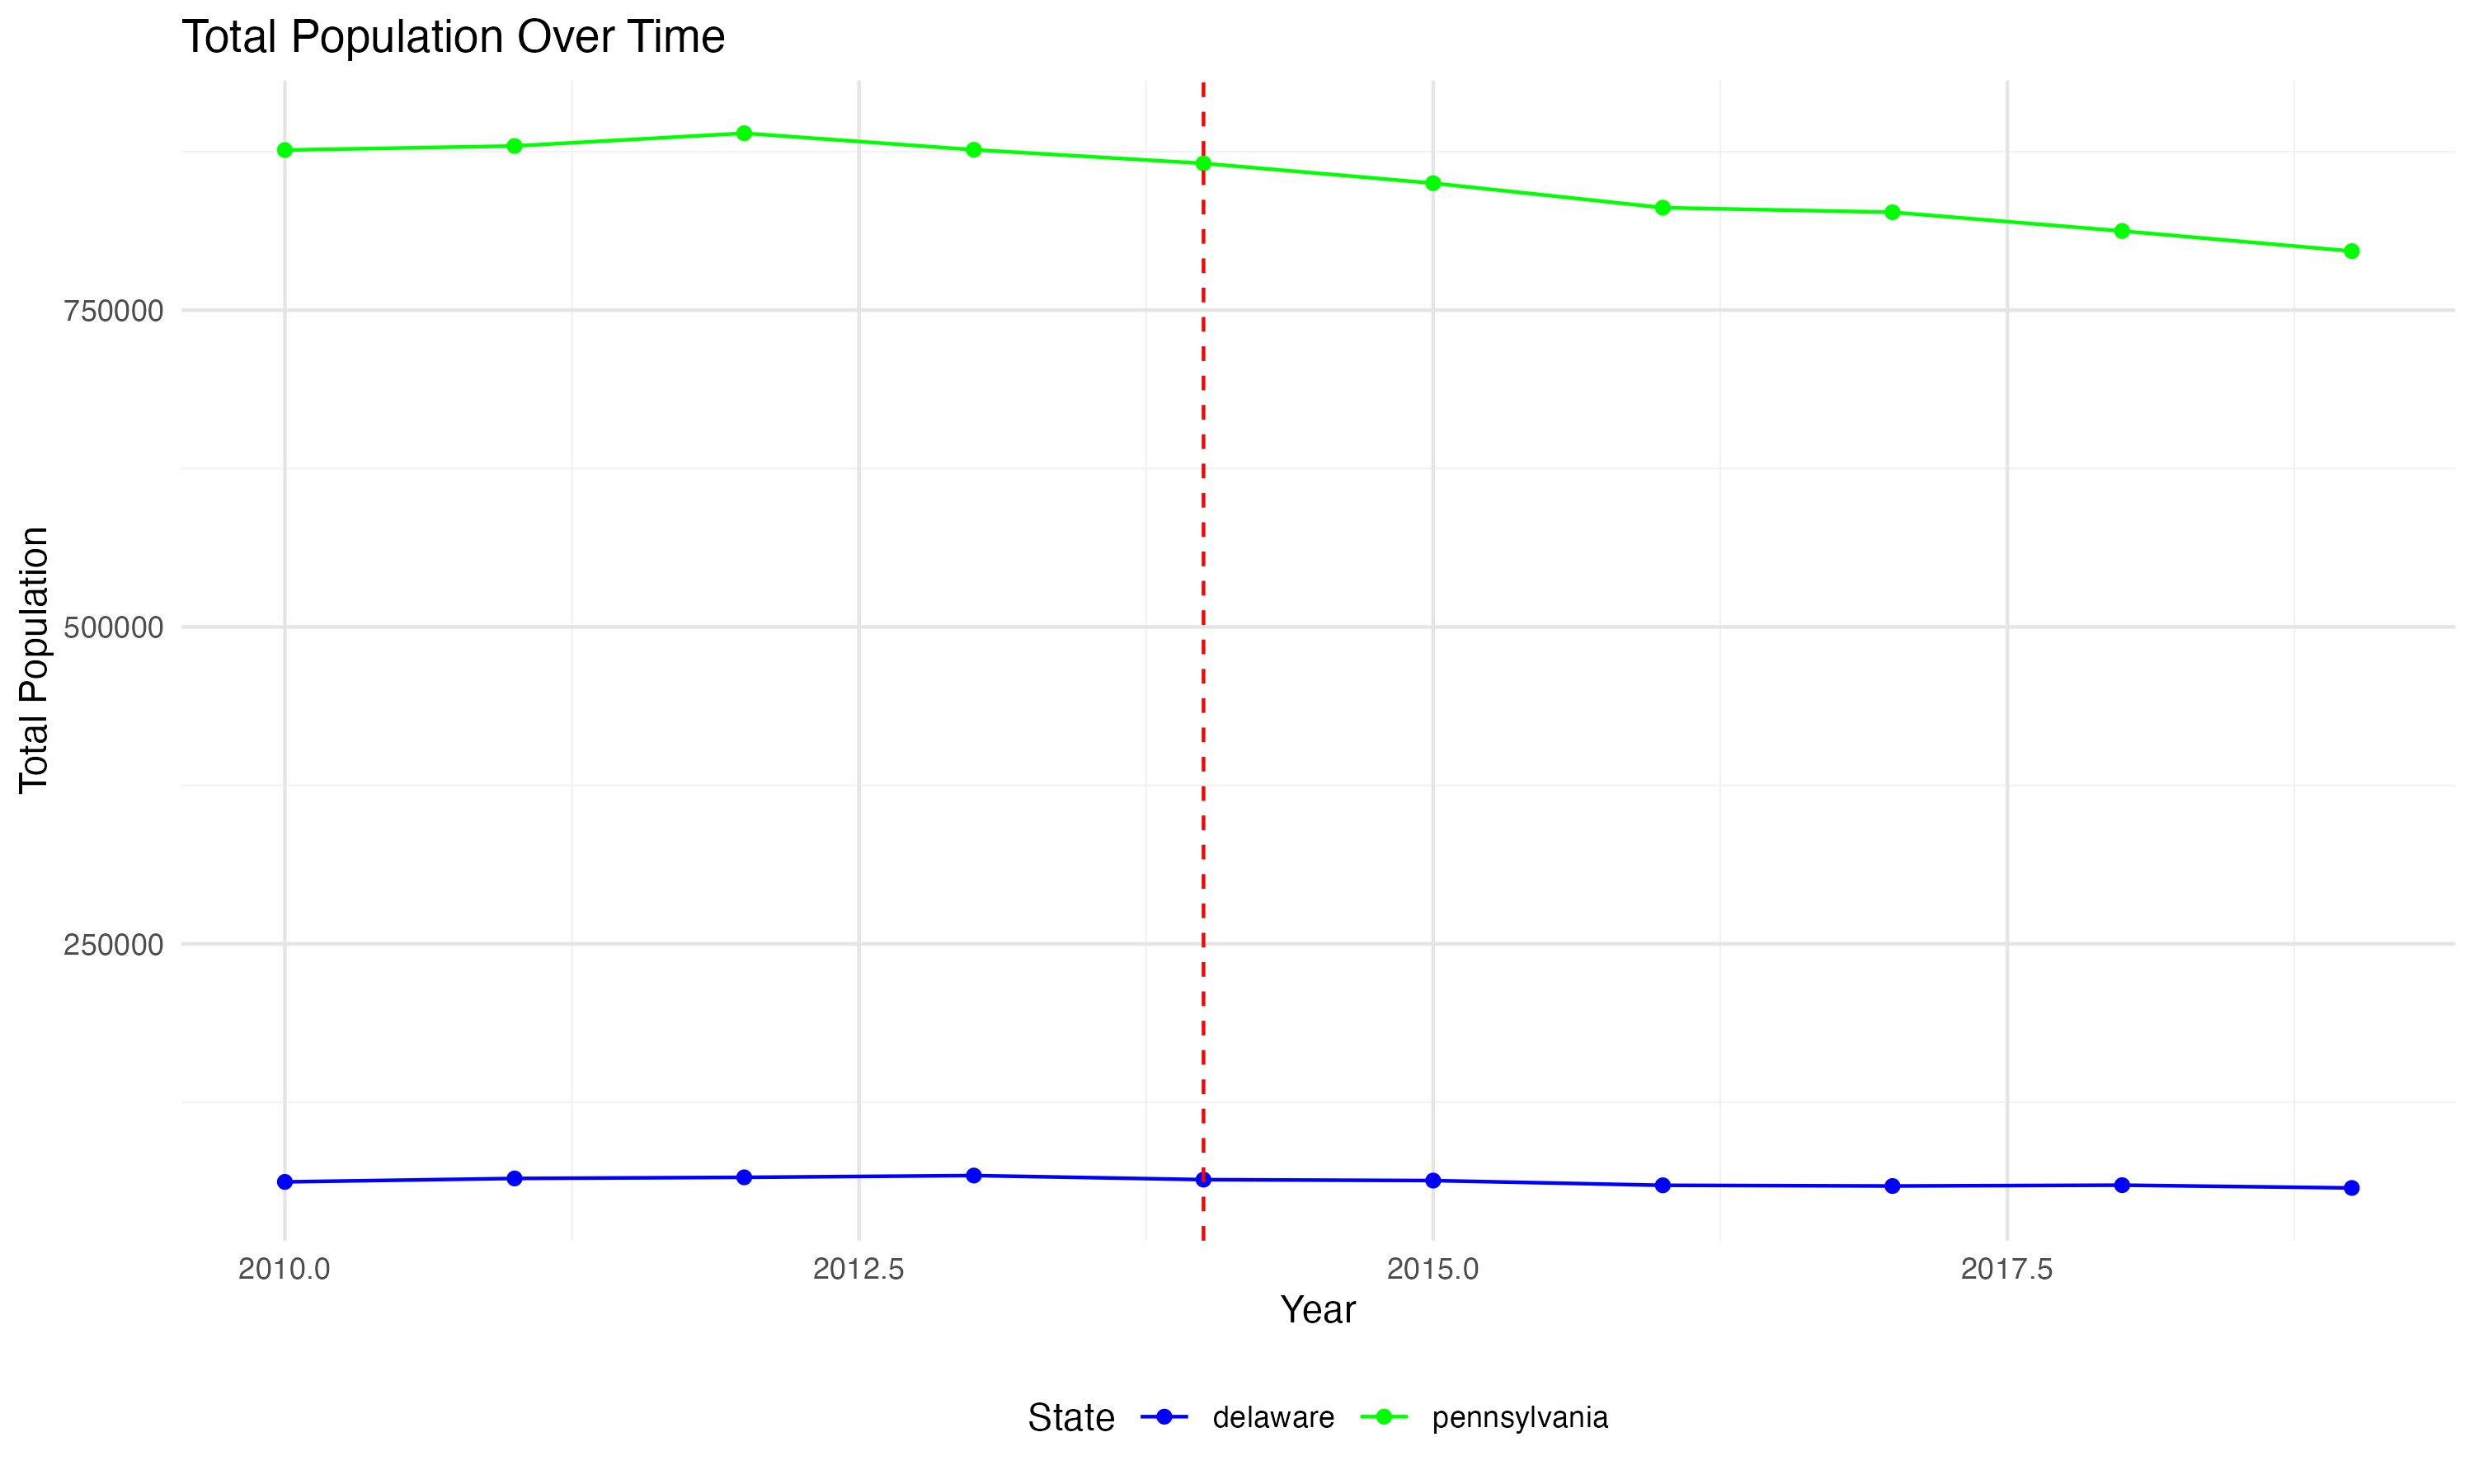 Total Population Over Time
Total Population
750000
500000
250000
2010.0 2012.5 2015.0 2017.5
Year
State delaware pennsylvania